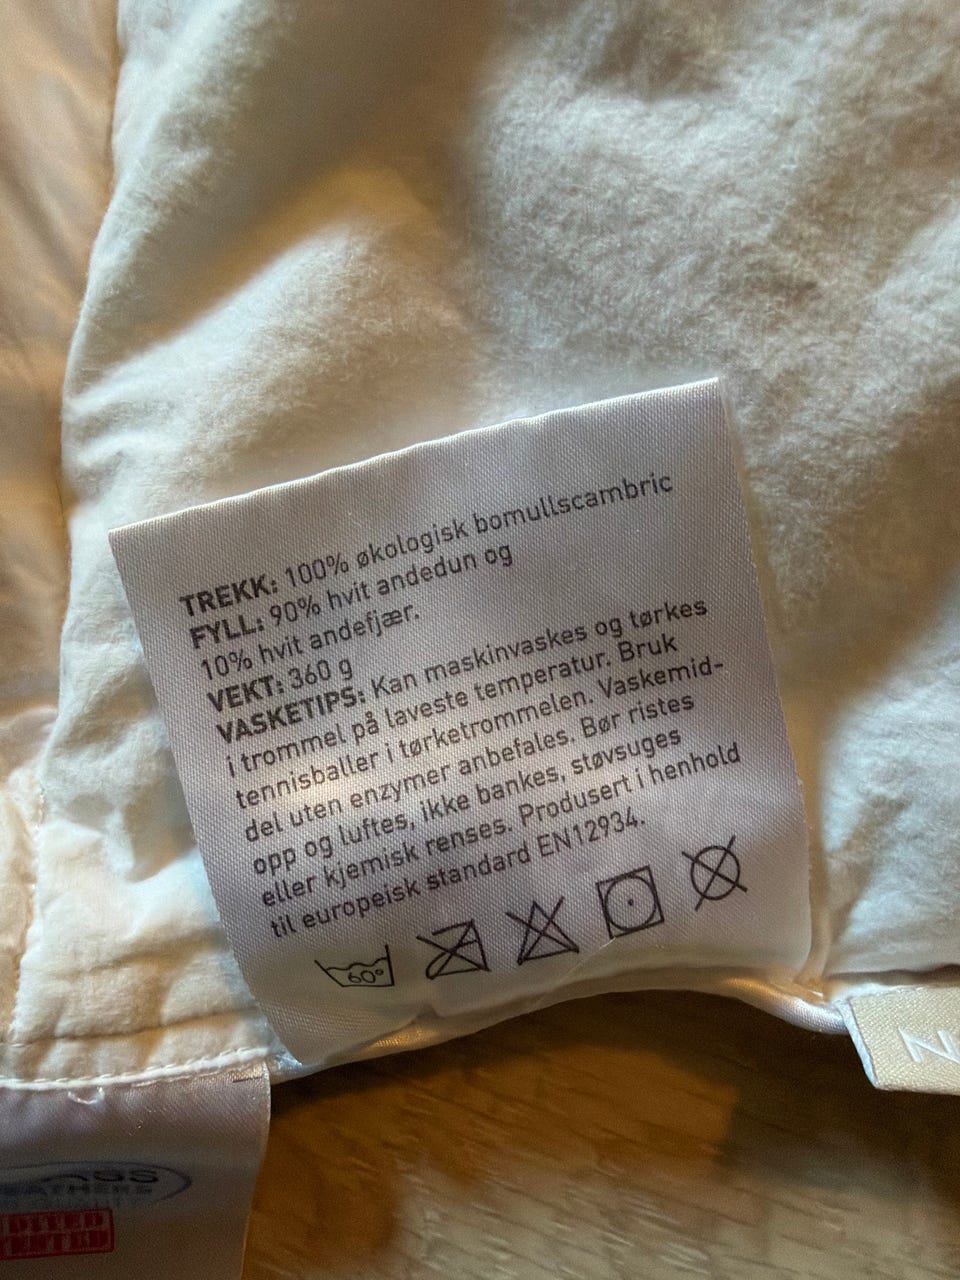 TREKK: 100% økologisk bomullscambric
FYLL: 90% hvit andedun og
10% hvit andefjær.
VEKT: 360 g
VASKETIPS: Kan maskinvaskes og tørkes
i trommel på laveste temperatur. Bruk
tennisballer i tørketrommelen. Vaskemid-
del uten enzymer anbefales. Bør ristes
opp og luftes, ikke bankes, støvsuges
eller kjemisk renses. Produsert i henhold
til europeisk standard EN12934.
60°